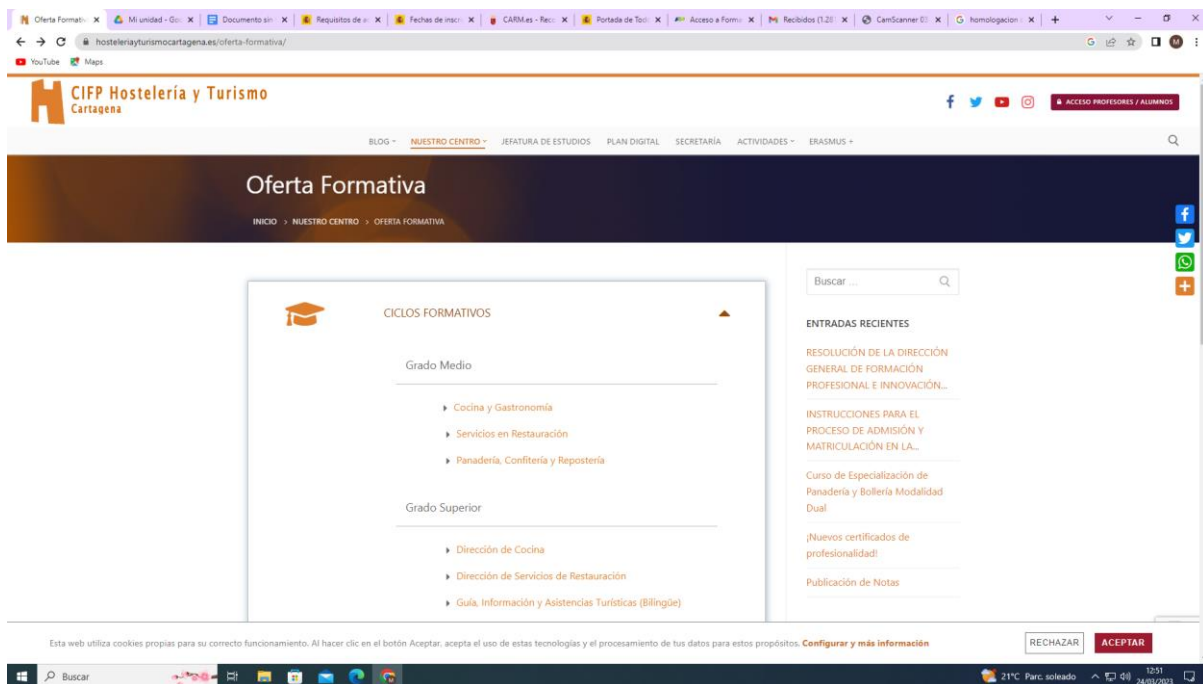 Oferta Formativ
Mi unidad - Goo
Documento sin
Requisitos de ac
Fechas de inscri
CARM.es - Reco
Portada de Todo
Acceso a Form
Recibidos (1.28
CamScanner 03
homologacion
hosteleriayturismocartagena.es/oferta-formativa/
YouTube Maps
CIFP Hostelería y Turismo
Cartagena
ACCESO PROFESORES / ALUMNOS
BLOG NUESTRO CENTRO JEFATURA DE ESTUDIOS PLAN DIGITAL SECRETARÍA ACTIVIDADES ERASMUS +
Oferta Formativa
INICIO > NUESTRO CENTRO > OFERTA FORMATIVA
CICLOS FORMATIVOS
Grado Medio
Cocina y Gastronomía
Servicios en Restauración
Panadería, Confitería y Repostería
Grado Superior
Dirección de Cocina
Dirección de Servicios de Restauración
Guía, Información y Asistencias Turísticas (Bilingüe)
Buscar ...
ENTRADAS RECIENTES
RESOLUCIÓN DE LA DIRECCIÓN
GENERAL DE FORMACIÓN
PROFESIONAL E INNOVACIÓN...
INSTRUCCIONES PARA EL
PROCESO DE ADMISIÓN Y
MATRICULACIÓN EN LA...
Curso de Especialización de
Panadería y Bollería Modalidad
Dual
¡Nuevos certificados de
profesionalidad!
Publicación de Notas
Esta web utiliza cookies propias para su correcto funcionamiento. Al hacer clic en el botón Aceptar, acepta el uso de estas tecnologías y el procesamiento de tus datos para estos propósitos. Configurar y más información
RECHAZAR ACEPTAR
Buscar
21°C Parc. soleado
12:51
24/03/2023